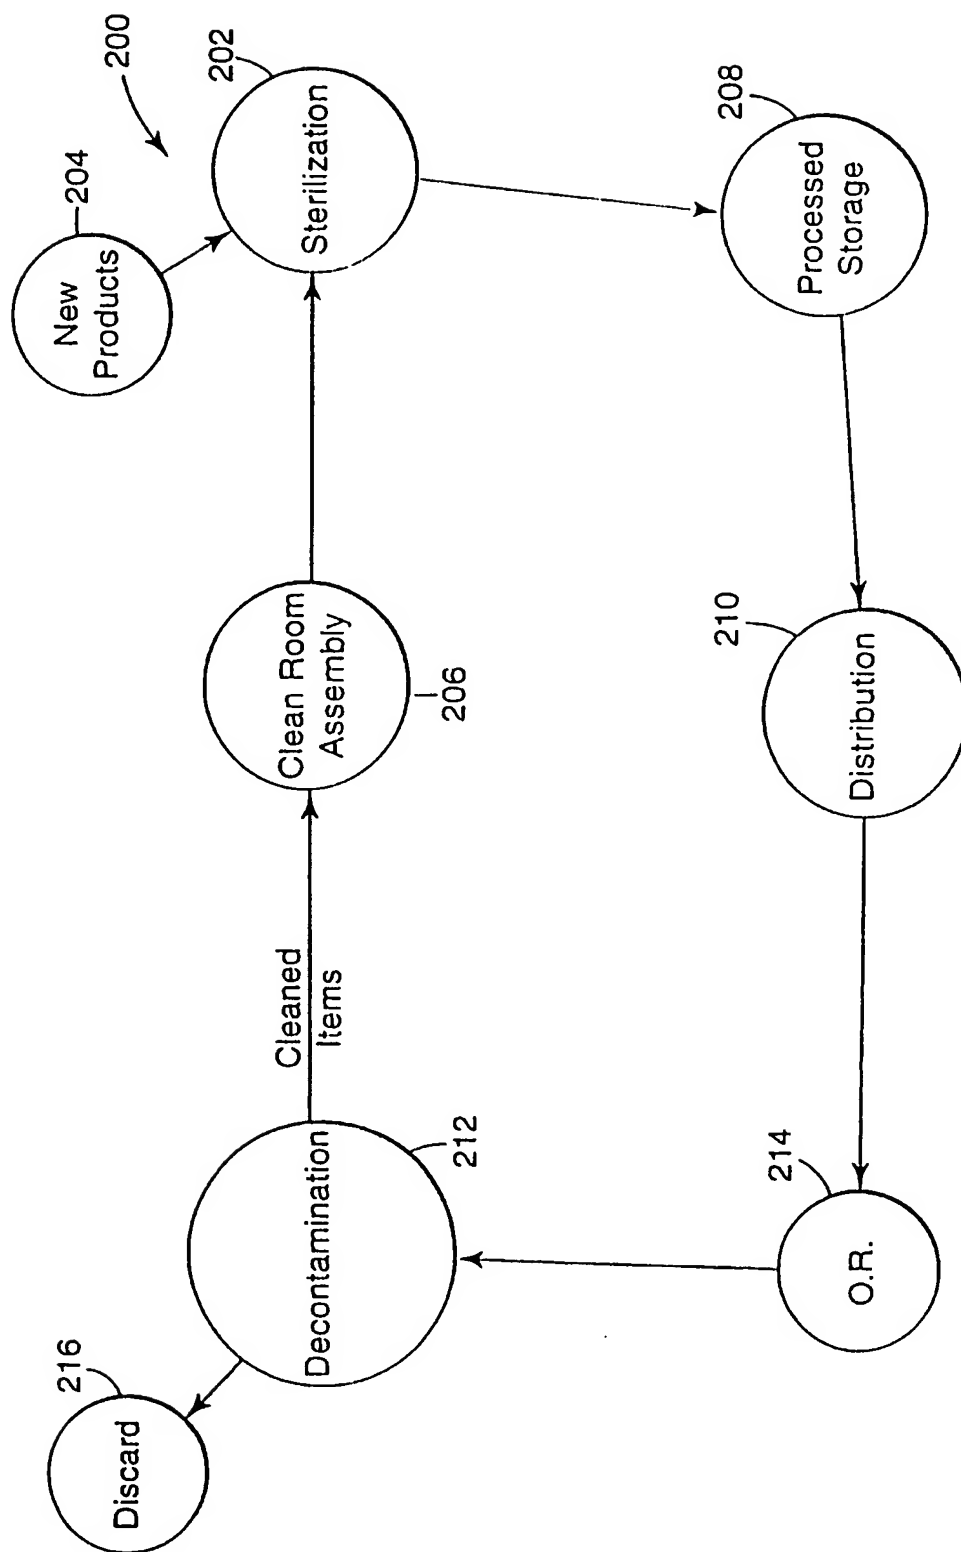 216
Discard
204
New
Products
200
202
Cleaned
Items
Clean Room
Assembly
Sterilization
Decontamination
212
206
214
210
208
O.R.
Distribution
Processed
Storage